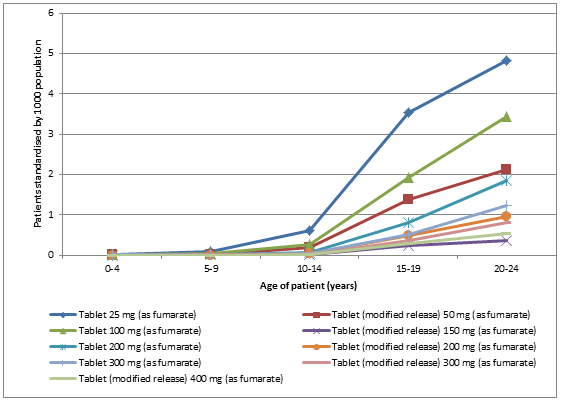 6
5
4
3
2
1
0
Patients standardised by 1000 population
0-4 5-9 10-14 15-19 20-24
Age of patient (years)
Tablet 25 mg (as fumarate) Tablet (modified release) 50 mg (as fumarate)
Tablet 100 mg (as fumarate) Tablet (modified release) 150 mg (as fumarate)
Tablet 200 mg (as fumarate) Tablet (modified release) 200 mg (as fumarate)
Tablet 300 mg (as fumarate) Tablet (modified release) 300 mg (as fumarate)
Tablet (modified release) 400 mg (as fumarate)